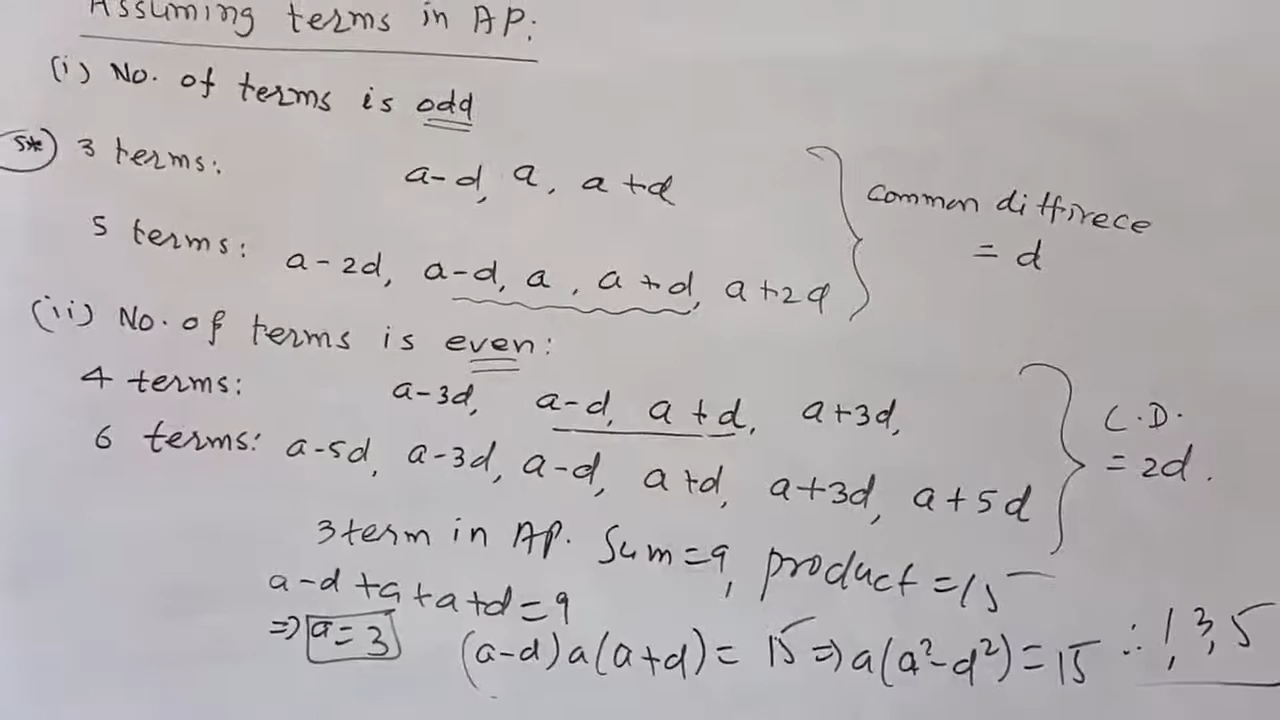 Assuming terms in AP:
(i) No. of terms is odd
5* 3 terms: a-d, a, a+d
common diffirece
= d
5 terms: a-2d, a-d, a, a+d, a+2d
(ii) No. of terms is even:
4 terms: a-3d, a-d, a+d, a+3d,
C.D.
= 2d.
6 terms: a-5d, a-3d, a-d, a+d, a+3d, a+5d
3 term in AP. Sum=9, product=15
a-d+a+a+d=9
⇒ a=3 (a-d)a(a+d)= 15 ⇒ a(a²-d²)=15 ∴ 1, 3, 5